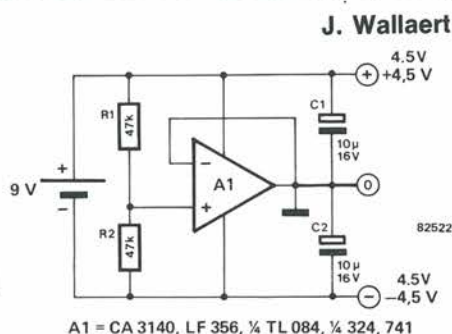 J. Wallaert
4.5V
+4,5 V
+
R1
47k
C1
10µ
16V
+
9 V
−
−
A1
+
0
R2
47k
C2
10µ
16V
82522
4.5V
−4,5 V
−
A1 = CA 3140, LF 356, ¼ TL 084, ¼ 324, 741